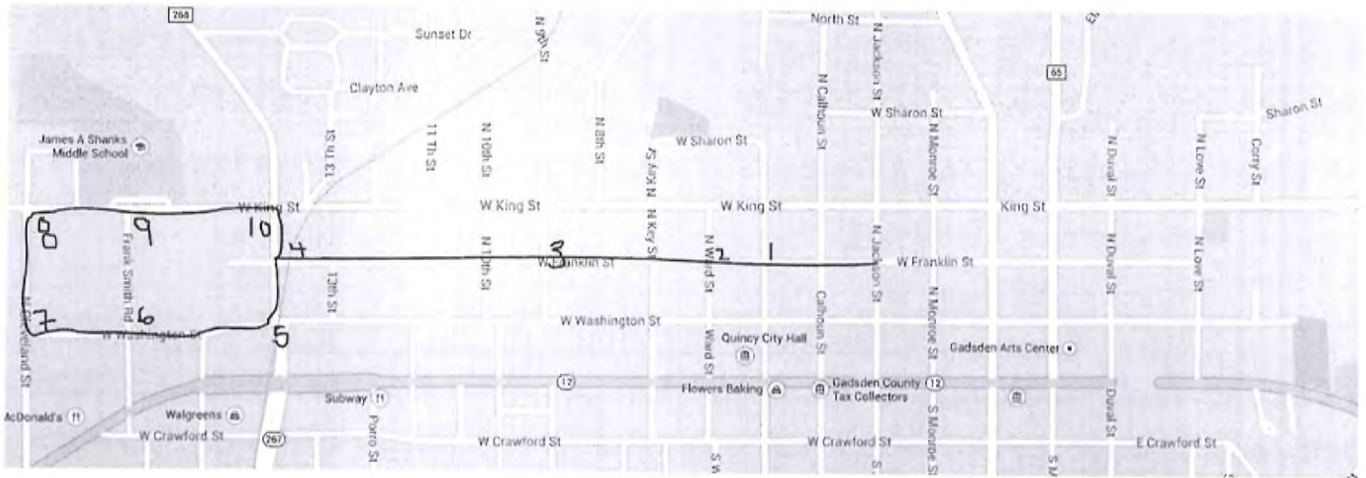 268
Sunset Dr
N 9th St
North St
N Jackson St
Clayton Ave
N Calhoun St
65
James A Shanks
Middle School
13 Th St
11 Th St
N 10th St
N 8th St
W Sharon St
N Key St
W Sharon St
N Monroe St
N Duval St
N Love St
Corry St
Sharon St
W King St
W King St
W King St
King St
8
9
10
4
3
2
1
Frank Smith Rd
N 10th St
W Franklin St
N Key St
N Ward St
N Jackson St
W Franklin St
N Duval St
N Love St
7
6
5
N Cleveland St
W Washington St
13th St
W Washington St
Ward St
Calhoun St
N Monroe St
Quincy City Hall
Gadsden Arts Center
McDonald's
Walgreens
Subway
12
Flowers Baking
Gadsden County
Tax Collectors
12
Duval St
W Crawford St
267
Porro St
W Crawford St
S W
W Crawford St
S.
S Monroe St
S M
E Crawford St